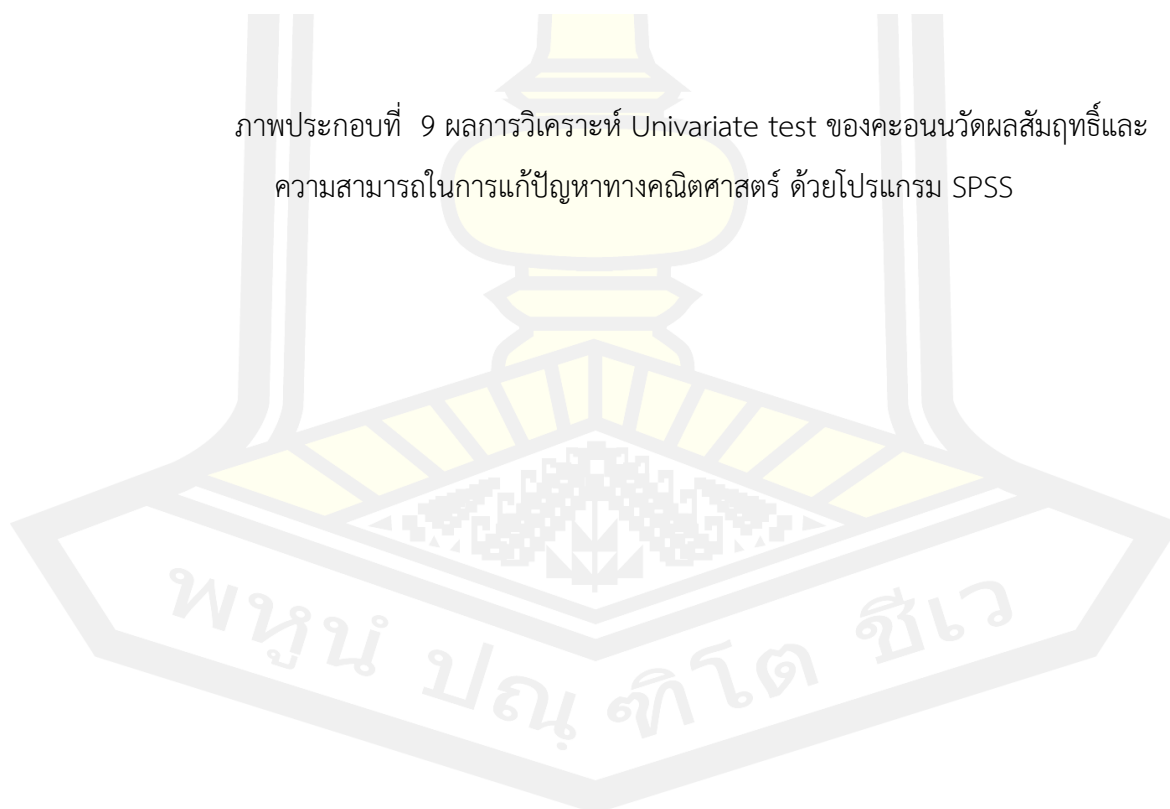 ภาพประกอบที่  9 ผลการวิเคราะห์ Univariate test ของคะอนนวัดผลสัมฤทธิ์และ
ความสามารถในการแก้ปัญหาทางคณิตศาสตร์ ด้วยโปรแกรม SPSS
พหูนํ ปณฺฑิโต ชีเว